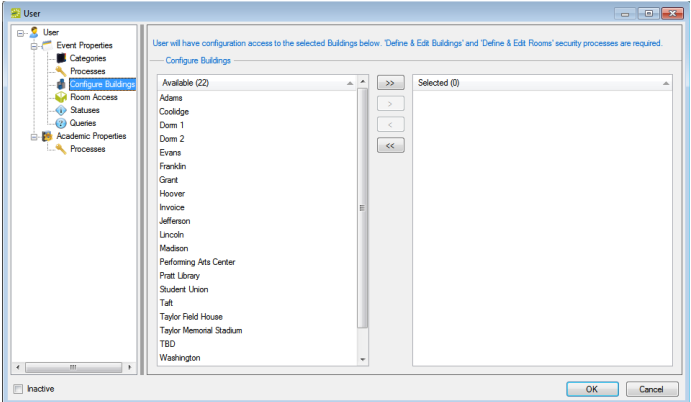 User
User
Event Properties
Categories
Processes
Configure Buildings
Room Access
Statuses
Queries
Academic Properties
Processes
User will have configuration access to the selected Buildings below. 'Define & Edit Buildings' and 'Define & Edit Rooms' security processes are required.
Configure Buildings
Available (22)
Adams
Coolidge
Dorm 1
Dorm 2
Evans
Franklin
Grant
Hoover
Invoice
Jefferson
Lincoln
Madison
Performing Arts Center
Pratt Library
Student Union
Taft
Taylor Field House
Taylor Memorial Stadium
TBD
Washington
>>
>
<
<<
Selected (0)
Inactive
OK
Cancel